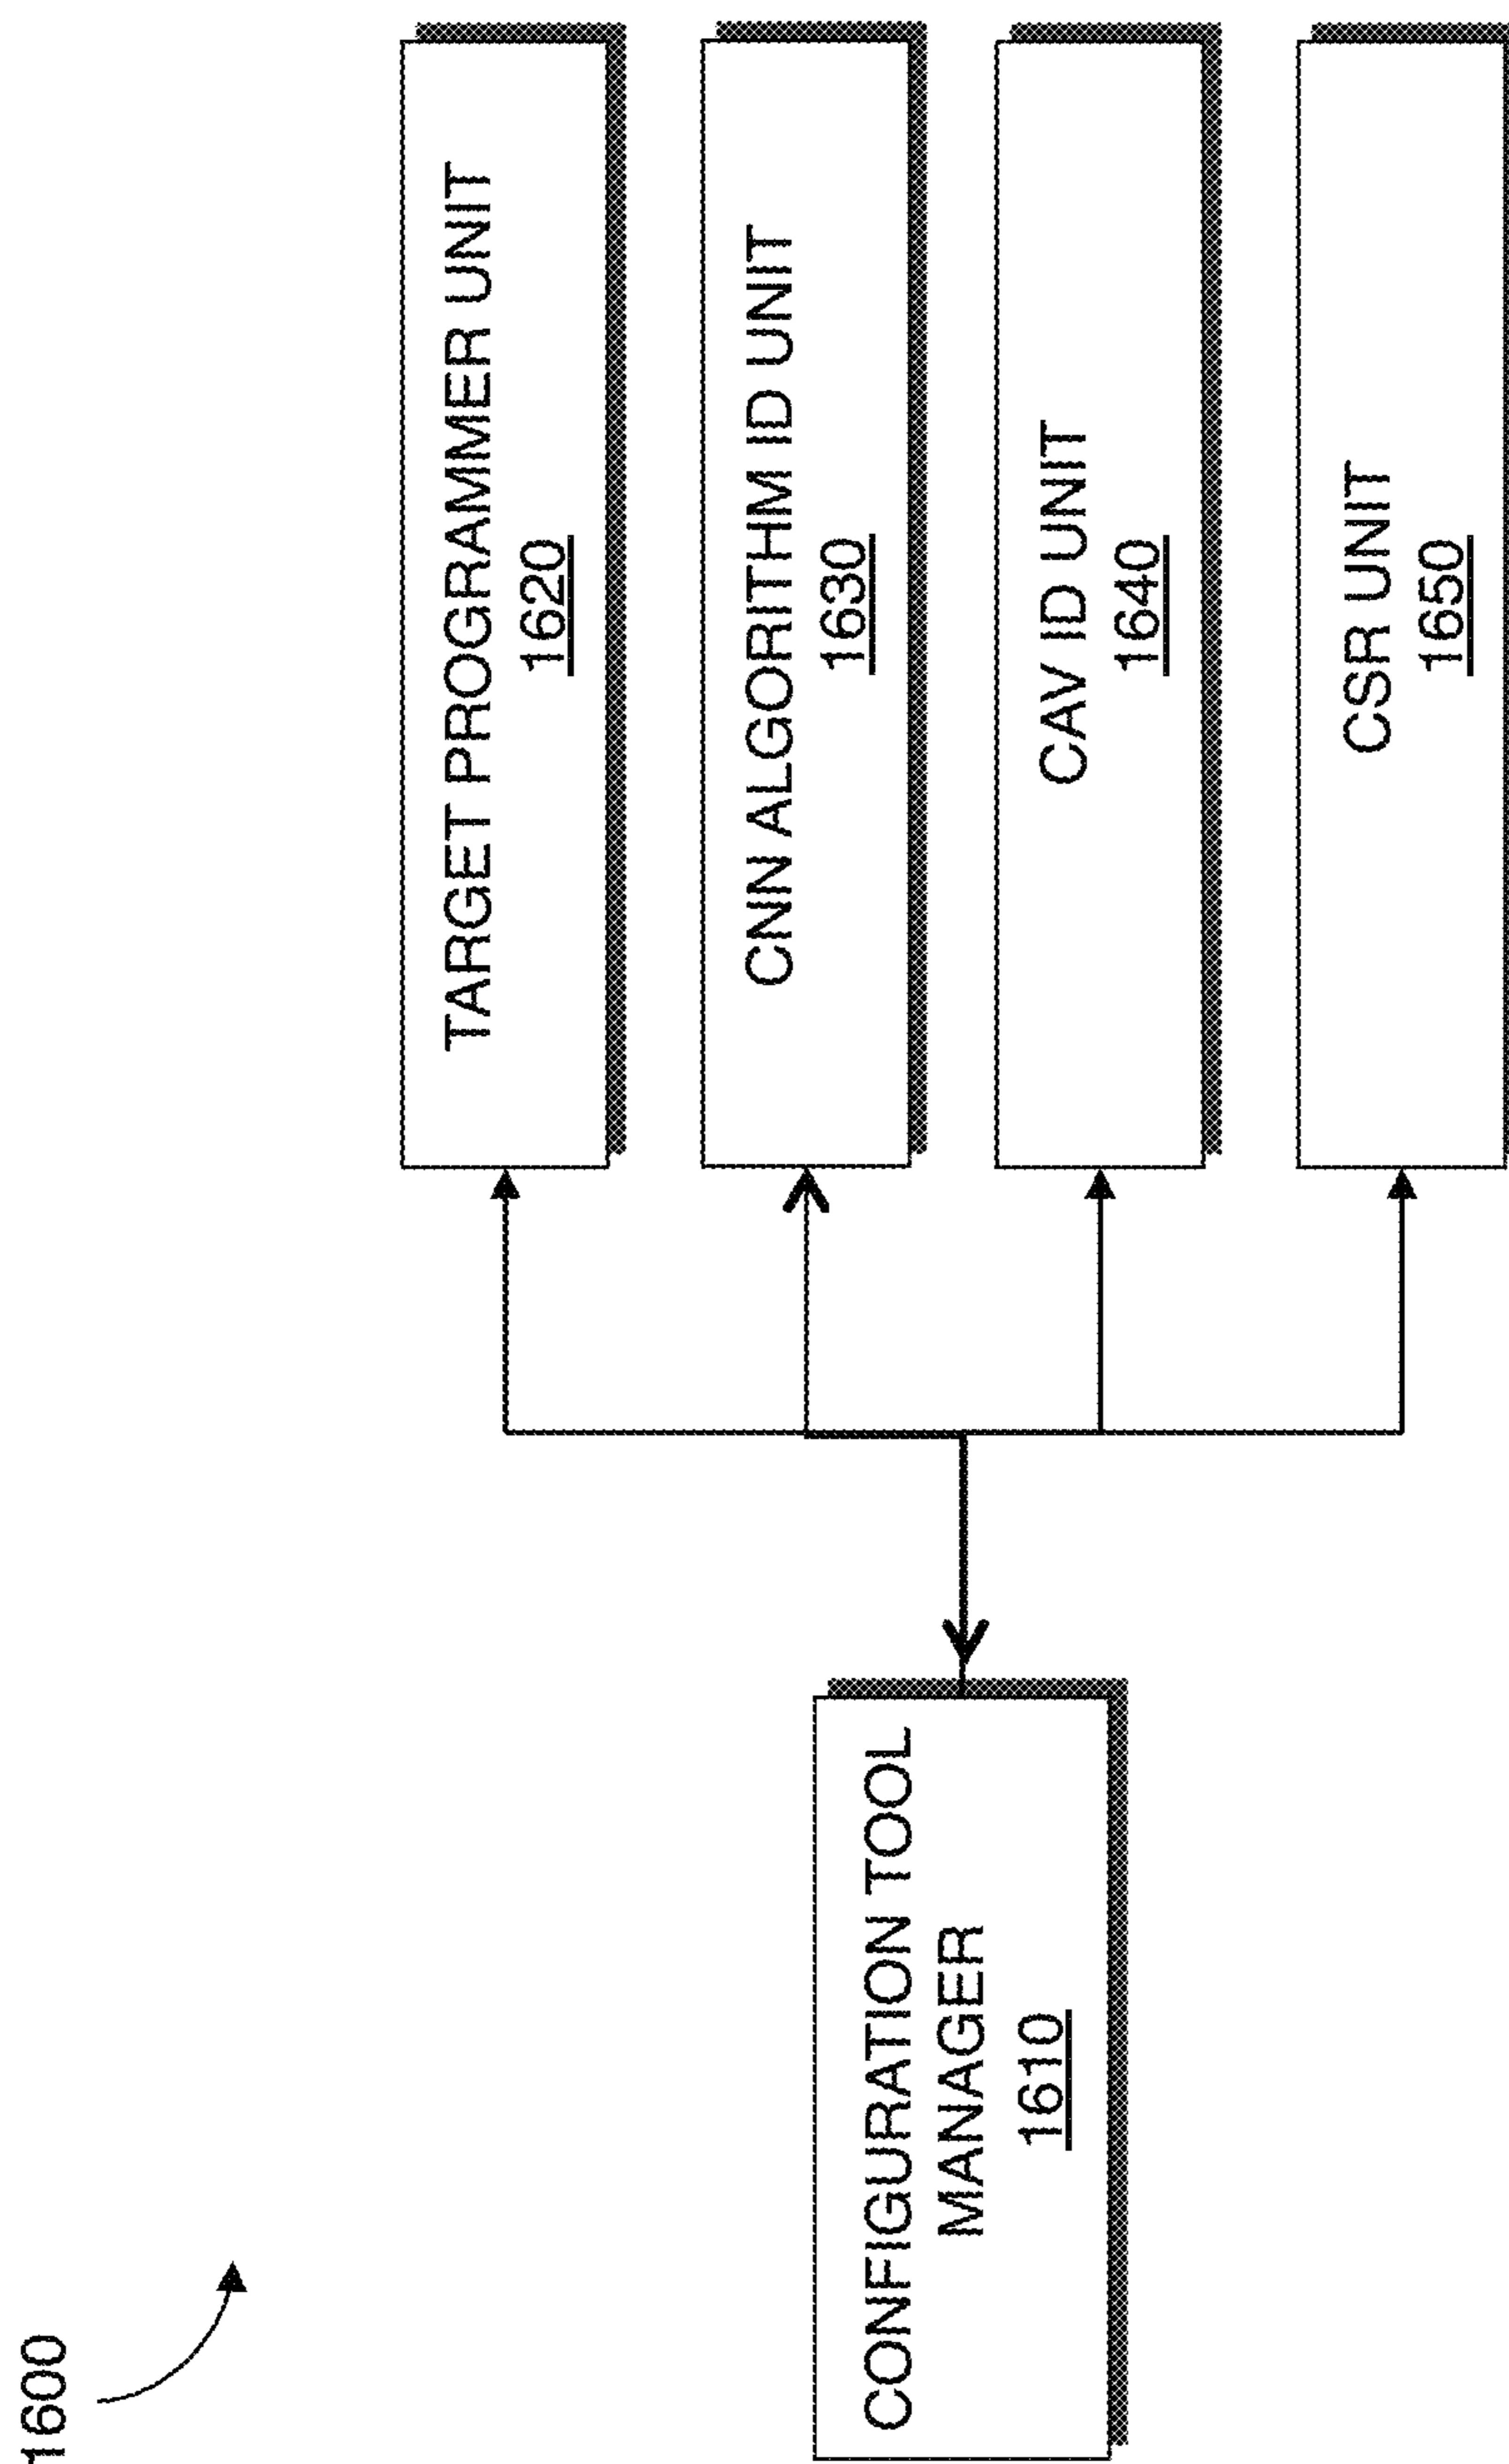 1600
CONFIGURATION TOOL
MANAGER
1610
TARGET PROGRAMMER UNIT
1620
CNN ALGORITHM ID UNIT
1630
CAV ID UNIT
1640
CSR UNIT
1650